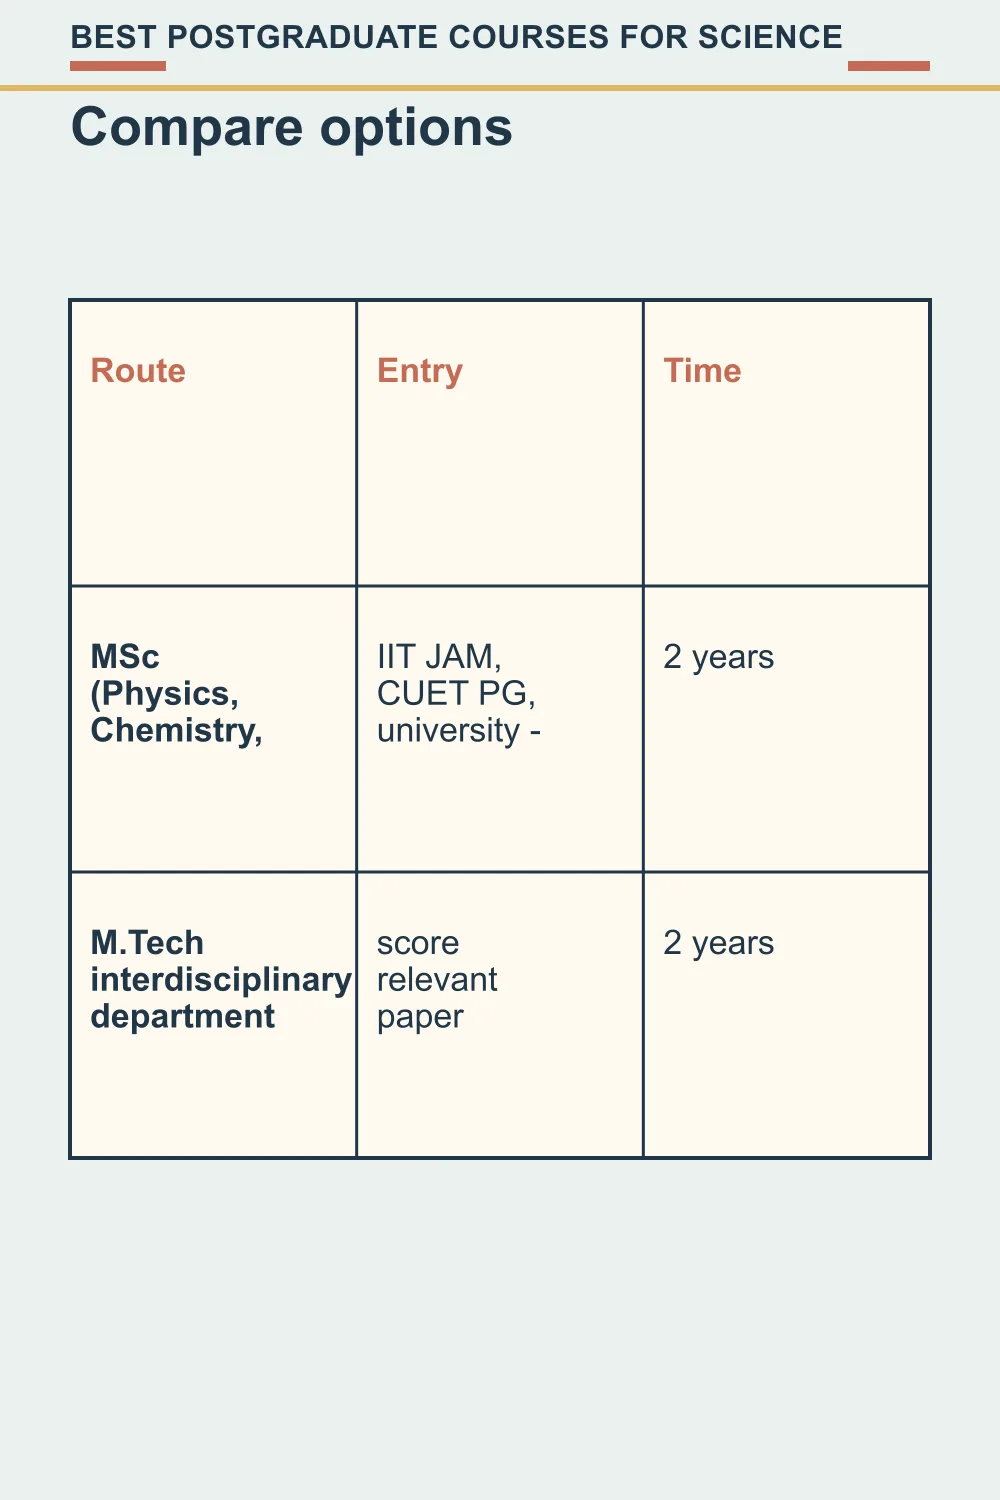 BEST POSTGRADUATE COURSES FOR SCIENCE
Compare options
Route
Entry
Time
MSc
(Physics,
Chemistry,
IIT JAM,
CUET PG,
university -
2 years
M.Tech
interdisciplinary
department
score
relevant
paper
2 years